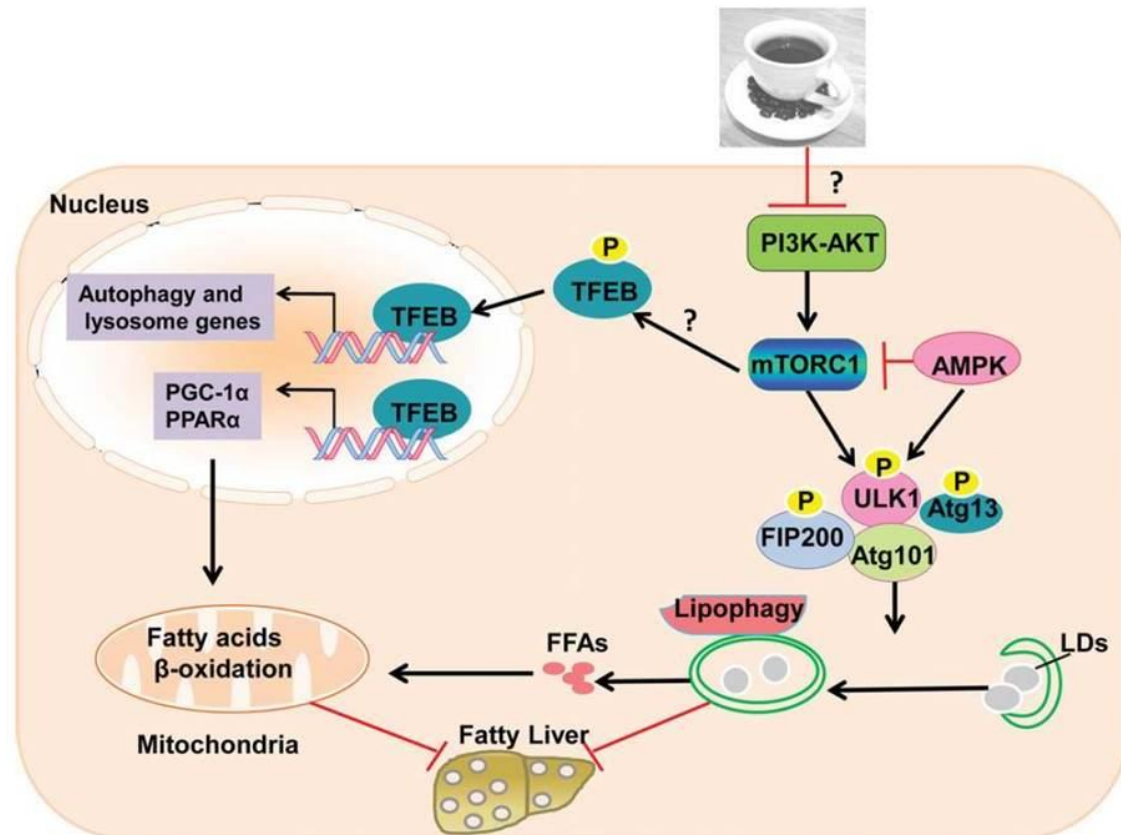 ?
Nucleus
PI3K-AKT
P
TFEB
Autophagy and
lysosome genes
TFEB
?
mTORC1
AMPK
PGC-1α
PPARα
TFEB
P
ULK1
P
Atg13
P
FIP200
Atg101
Lipophagy
Fatty acids
β-oxidation
FFAs
LDs
Mitochondria
Fatty Liver